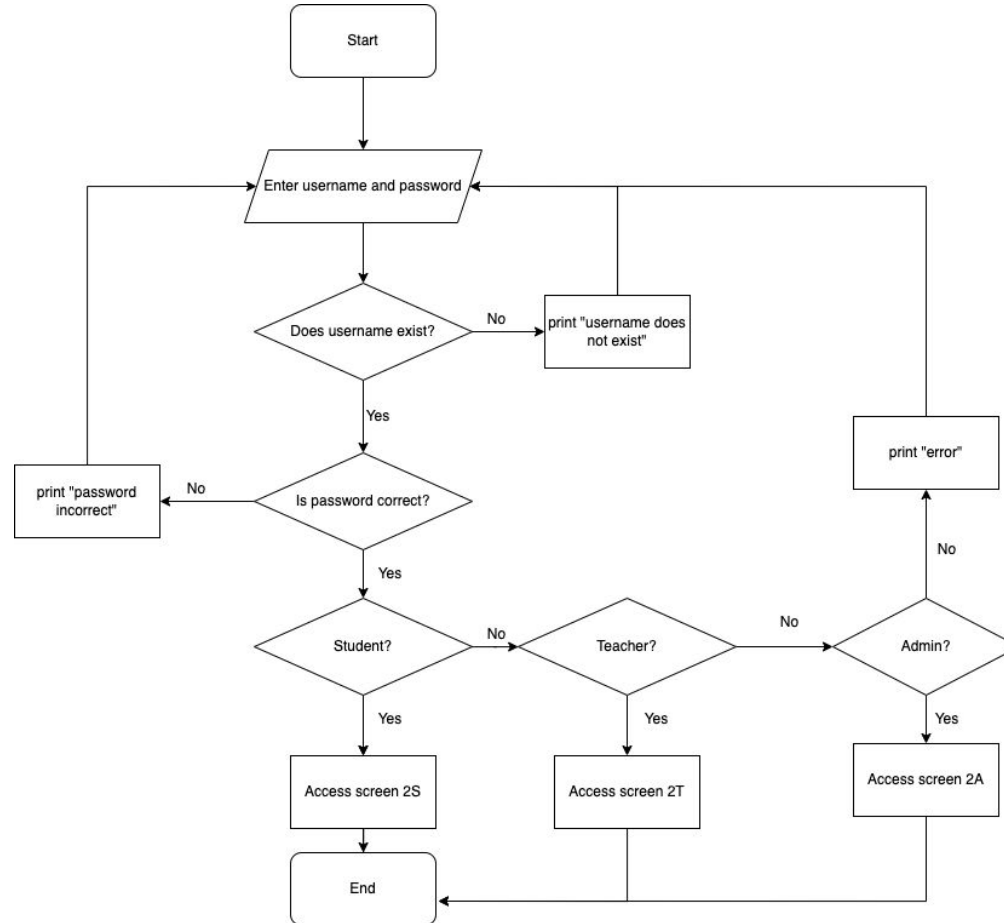 Start
Enter username and password
Does username exist?
No
print "username does
not exist"
Yes
Is password correct?
No
print "password
incorrect"
Yes
Student?
No
Teacher?
No
Admin?
No
print "error"
Yes
Yes
Yes
Access screen 2S
Access screen 2T
Access screen 2A
End